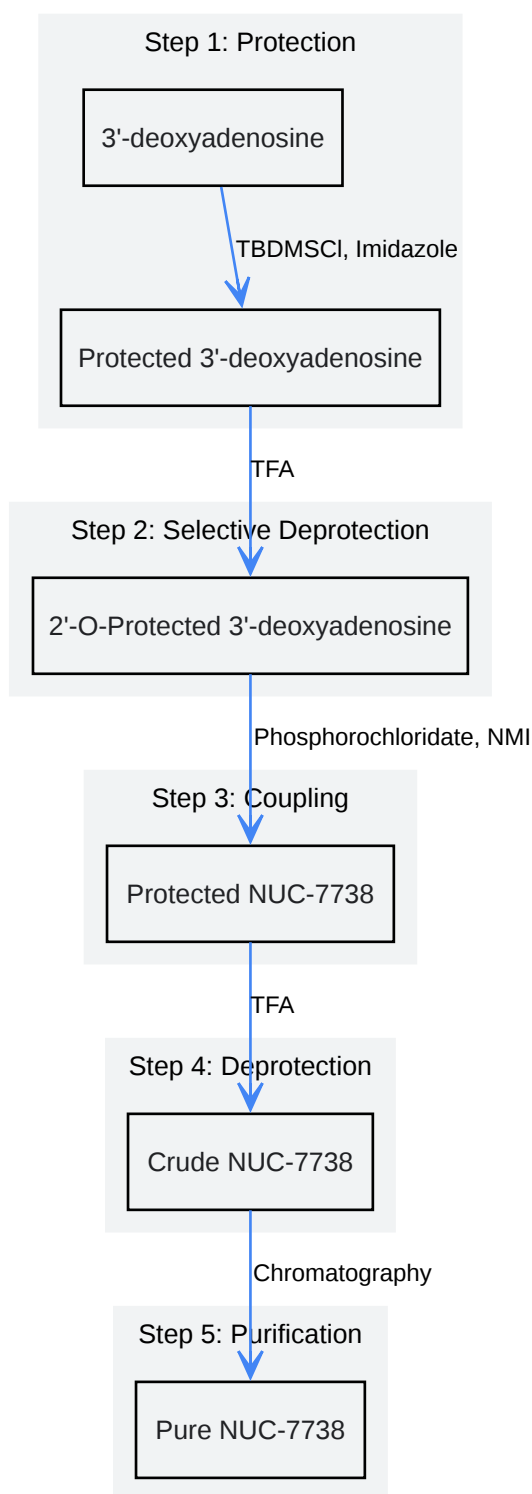 Step 1: Protection
3'-deoxyadenosine
TBDMSCl, Imidazole
Protected 3'-deoxyadenosine
TFA
Step 2: Selective Deprotection
2'-O-Protected 3'-deoxyadenosine
Phosphorochloridate, NMI
Step 3: Coupling
Protected NUC-7738
TFA
Step 4: Deprotection
Crude NUC-7738
Chromatography
Step 5: Purification
Pure NUC-7738